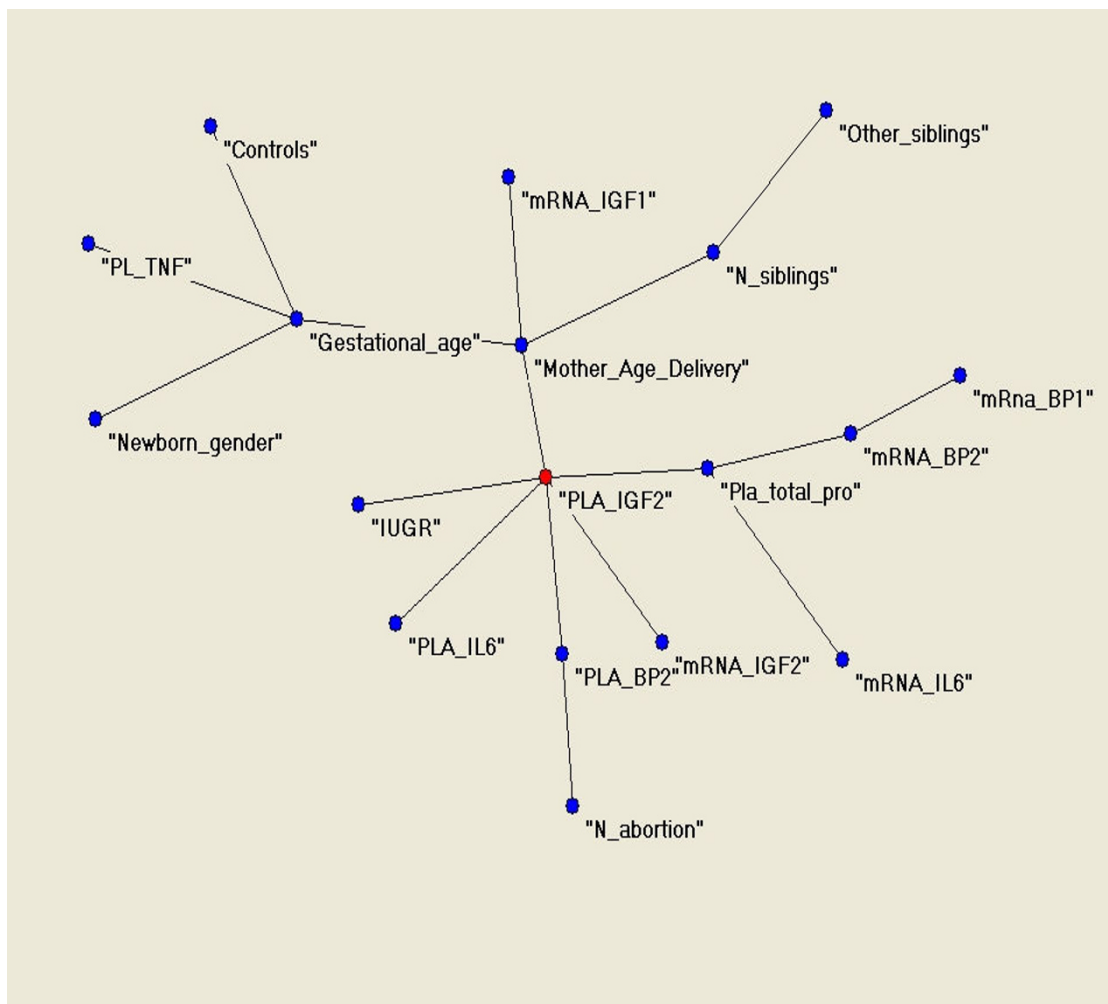 "Other_siblings"
"Controls"
"mRNA_IGF1"
"PL_TNF"
"N_siblings"
"Gestational_age"
"Mother_Age_Delivery"
"mRna_BP1"
"Newborn_gender"
"mRNA_BP2"
"PLA_IGF2"
"Pla_total_pro"
"IUGR"
"PLA_IL6"
"PLA_BP2"
"mRNA_IGF2"
"mRNA_IL6"
"N_abortion"